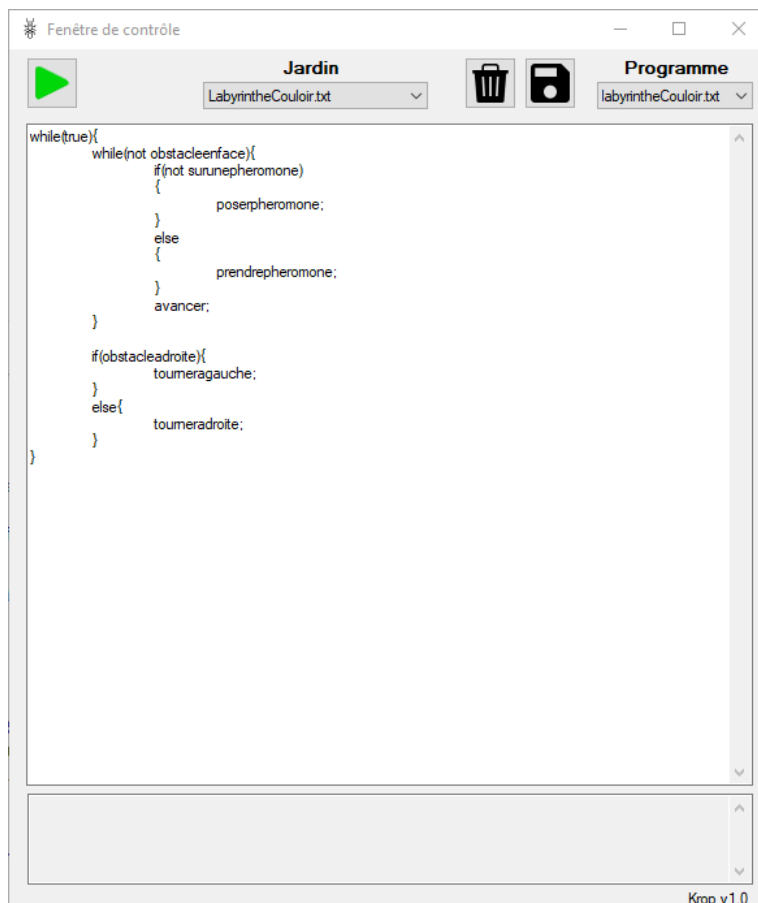 Fenêtre de contrôle
Jardin
Programme
LabyrintheCouloir.txt
labyrintheCouloir.txt
while(true){
while(not obstacleenface){
if(not surunepheromone)
{
poserpheromone;
}
else
{
prendrepheromone;
}
avancer;
}
if(obstacleadroite){
tourneragauche;
}
else{
tourneradroite;
}
}
Krop v1.0